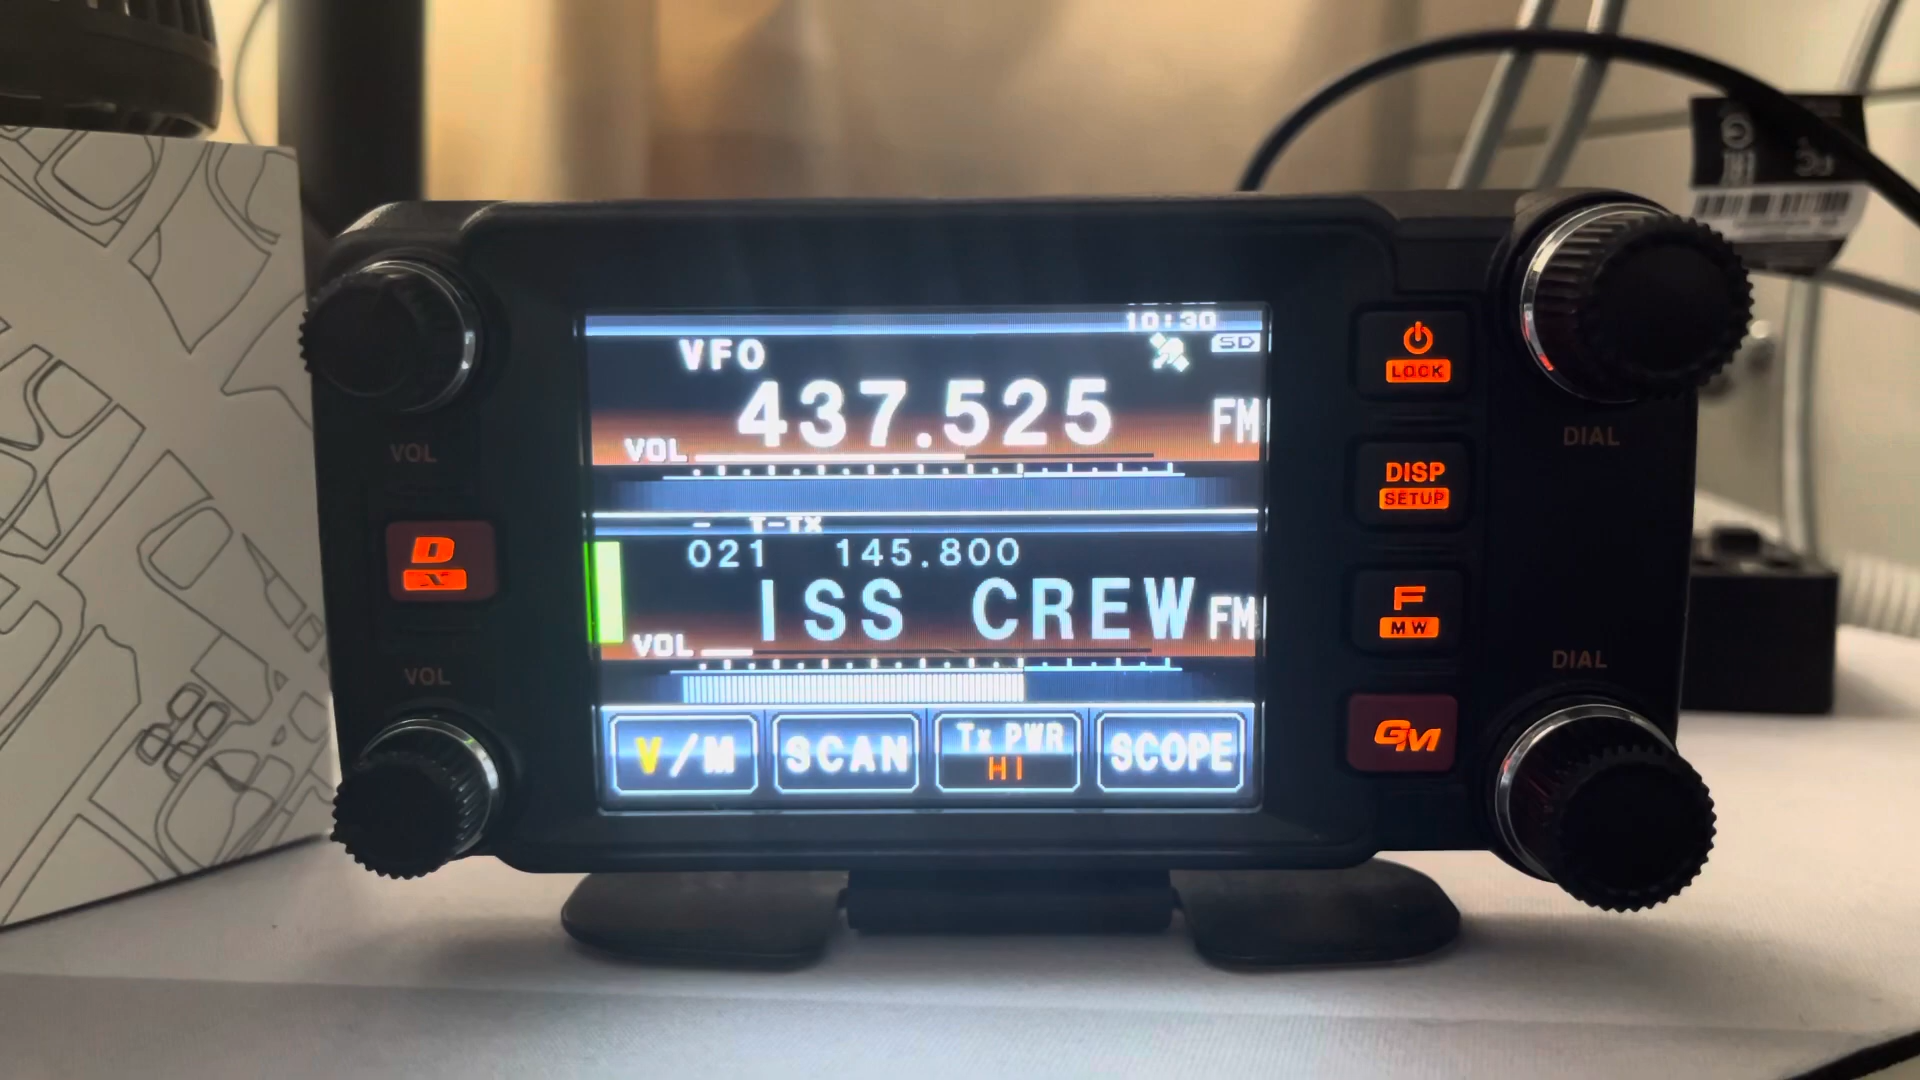 10:30
VFO SD
437.525 FM
VOL
- T-TX
021 145.800
ISS CREW FM
VOL
V/M SCAN Tx PWR HI SCOPE
VOL
D X
VOL
LOCK
DISP
SETUP
F
MW
GM
DIAL
DIAL